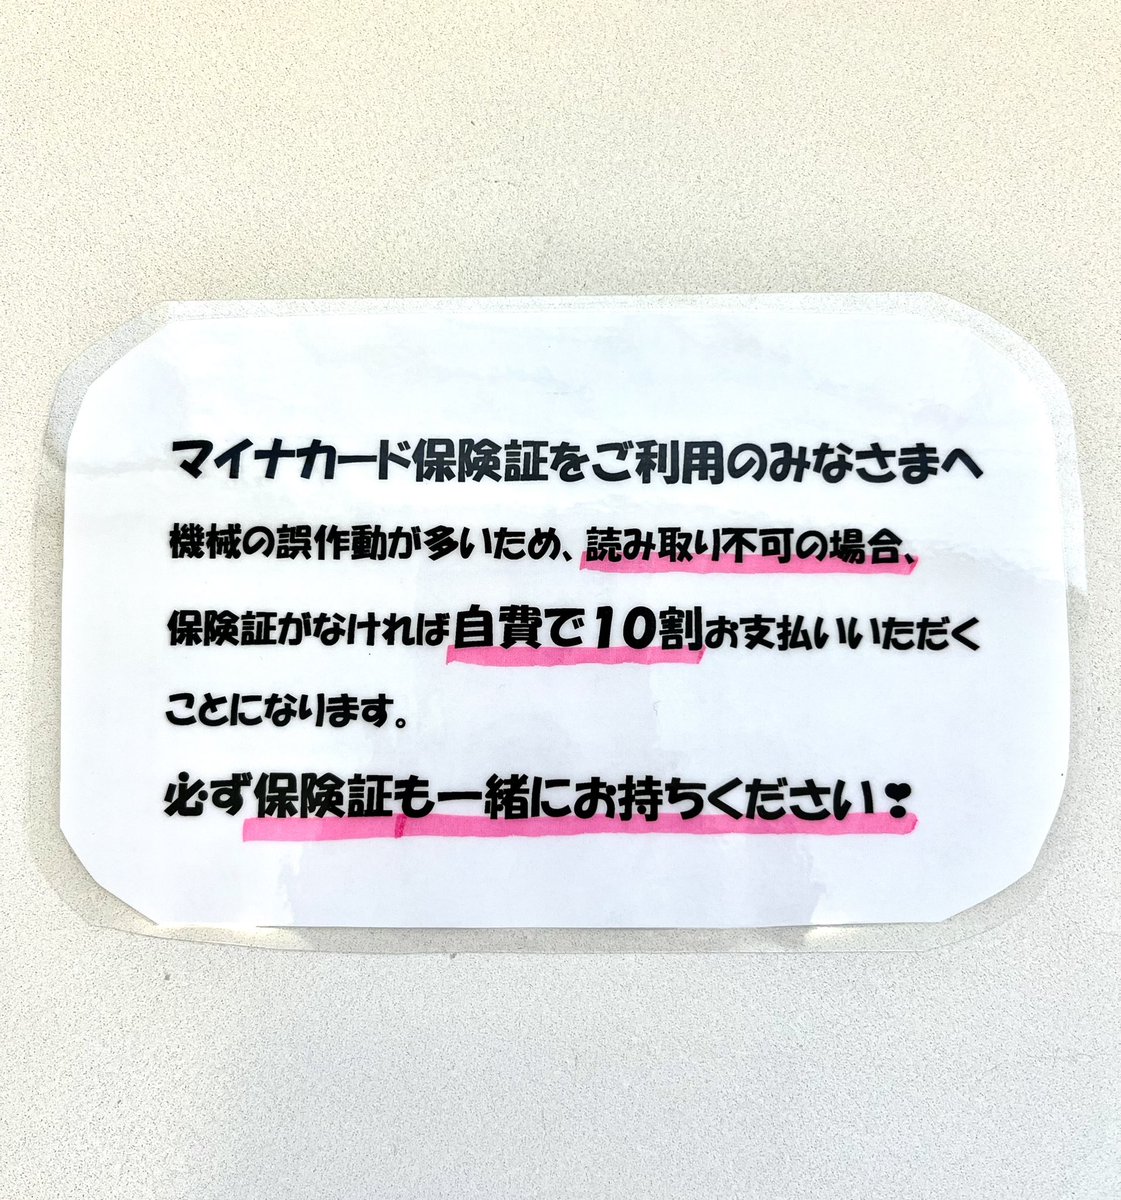 マイナカード保険証をご利用のみなさまへ
機械の誤作動が多いため、読み取り不可の場合、
保険証がなければ自費で10割お支払いいただく
ことになります。
必ず保険証も一緒にお持ちください❣